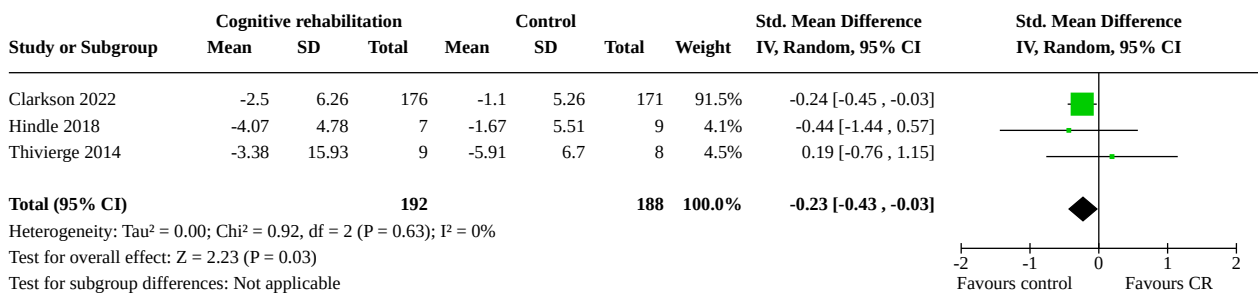 Cognitive rehabilitation Control Std. Mean Difference Std. Mean Difference
Study or Subgroup Mean SD Total Mean SD Total Weight IV, Random, 95% CI IV, Random, 95% CI
Clarkson 2022 -2.5 6.26 176 -1.1 5.26 171 91.5% -0.24 [-0.45 , -0.03]
Hindle 2018 -4.07 4.78 7 -1.67 5.51 9 4.1% -0.44 [-1.44 , 0.57]
Thivierge 2014 -3.38 15.93 9 -5.91 6.7 8 4.5% 0.19 [-0.76 , 1.15]
Total (95% CI) 192 188 100.0% -0.23 [-0.43 , -0.03]
Heterogeneity: Tau² = 0.00; Chi² = 0.92, df = 2 (P = 0.63); I² = 0%
Test for overall effect: Z = 2.23 (P = 0.03)
Test for subgroup differences: Not applicable
-2 -1 0 1 2
Favours control Favours CR